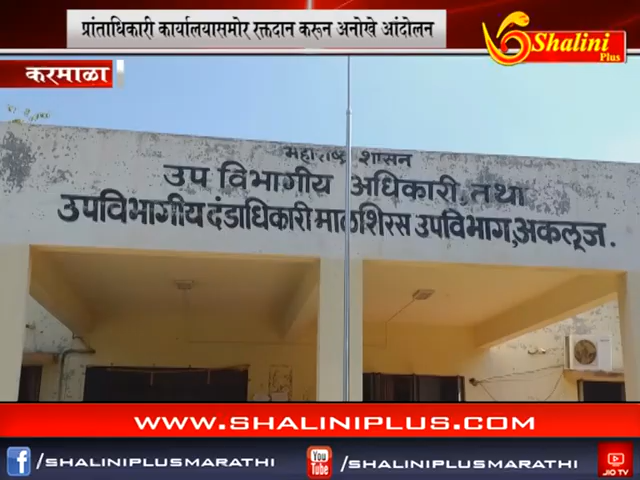 प्रांताधिकारी कार्यालयासमोर रक्तदान करून अनोखे आंदोलन
Shalini
Plus
करमाळा
महाराष्ट्र शासन
उप विभागीय अधिकारी, तथा
उपविभागीय दंडाधिकारी माळशिरस उपविभाग, अकलूज.
WWW.SHALINIPLUS.COM
/SHALINIPLUSMARATHI
You Tube
/SHALINIPLUSMARATHI
JIO TV